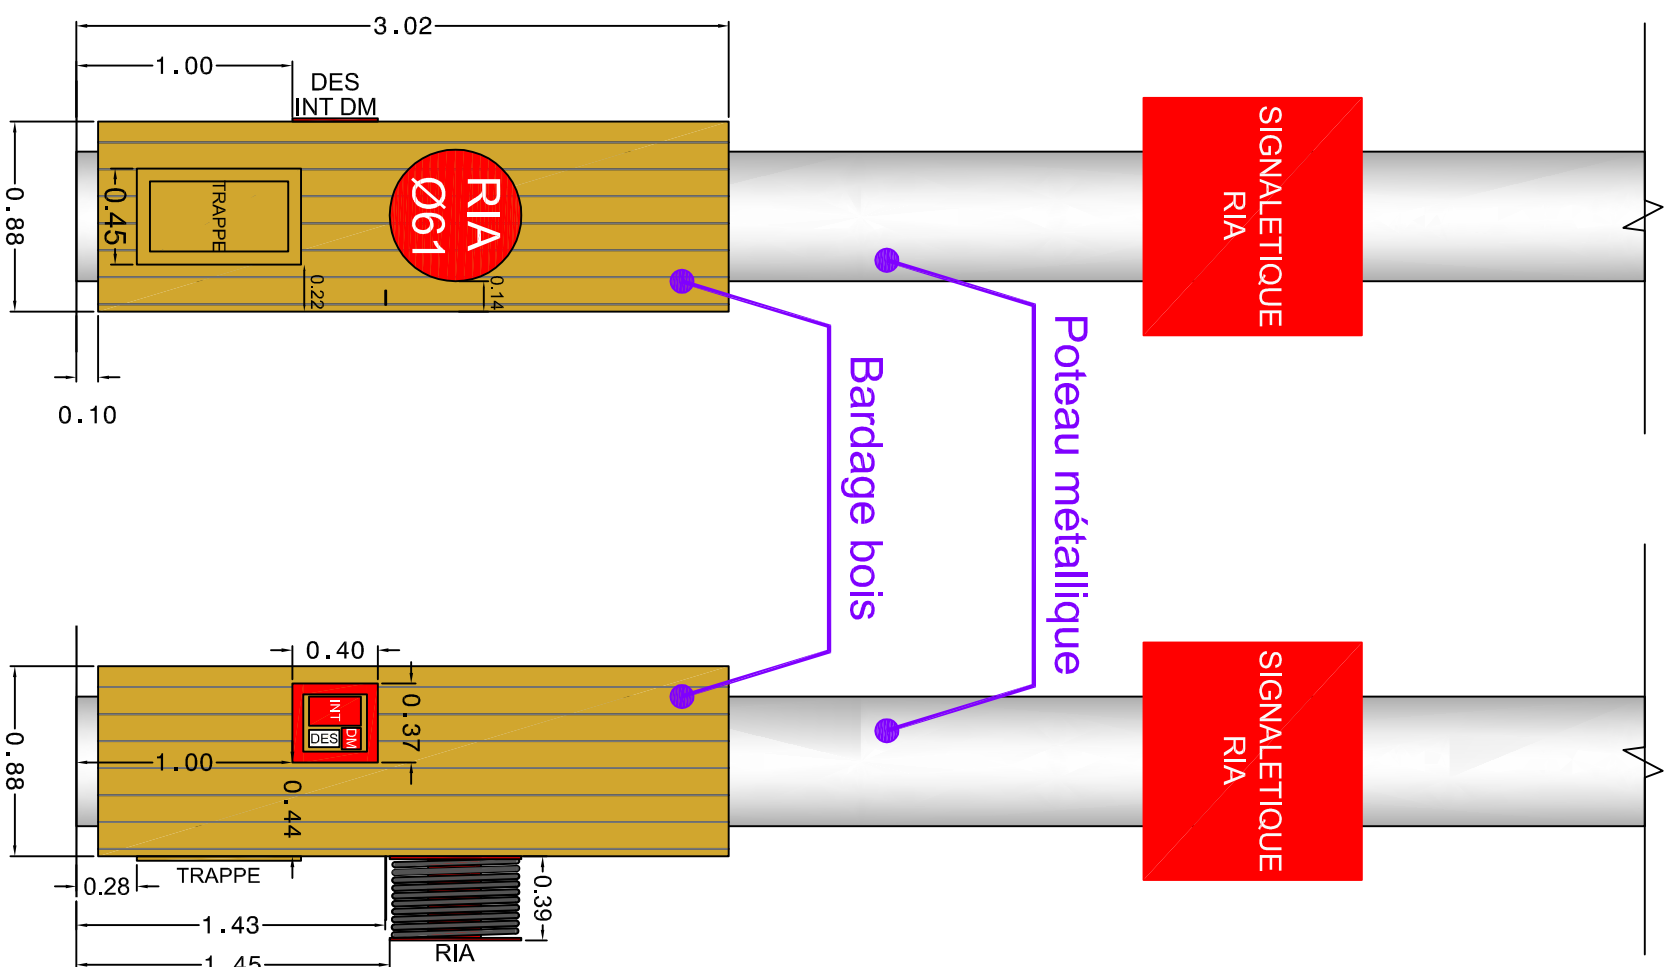 3.02
1.00
DES
INT DM
0.88
TRAPPE
0.45
RIA
Ø61
0.22
0.14
0.10
SIGNALETIQUE
RIA
Bardage bois
Poteau métallique
0.40
INT
DES
DM
0.37
1.00
0.44
0.88
SIGNALETIQUE
RIA
TRAPPE
0.28
0.39
1.43
RIA
1.45